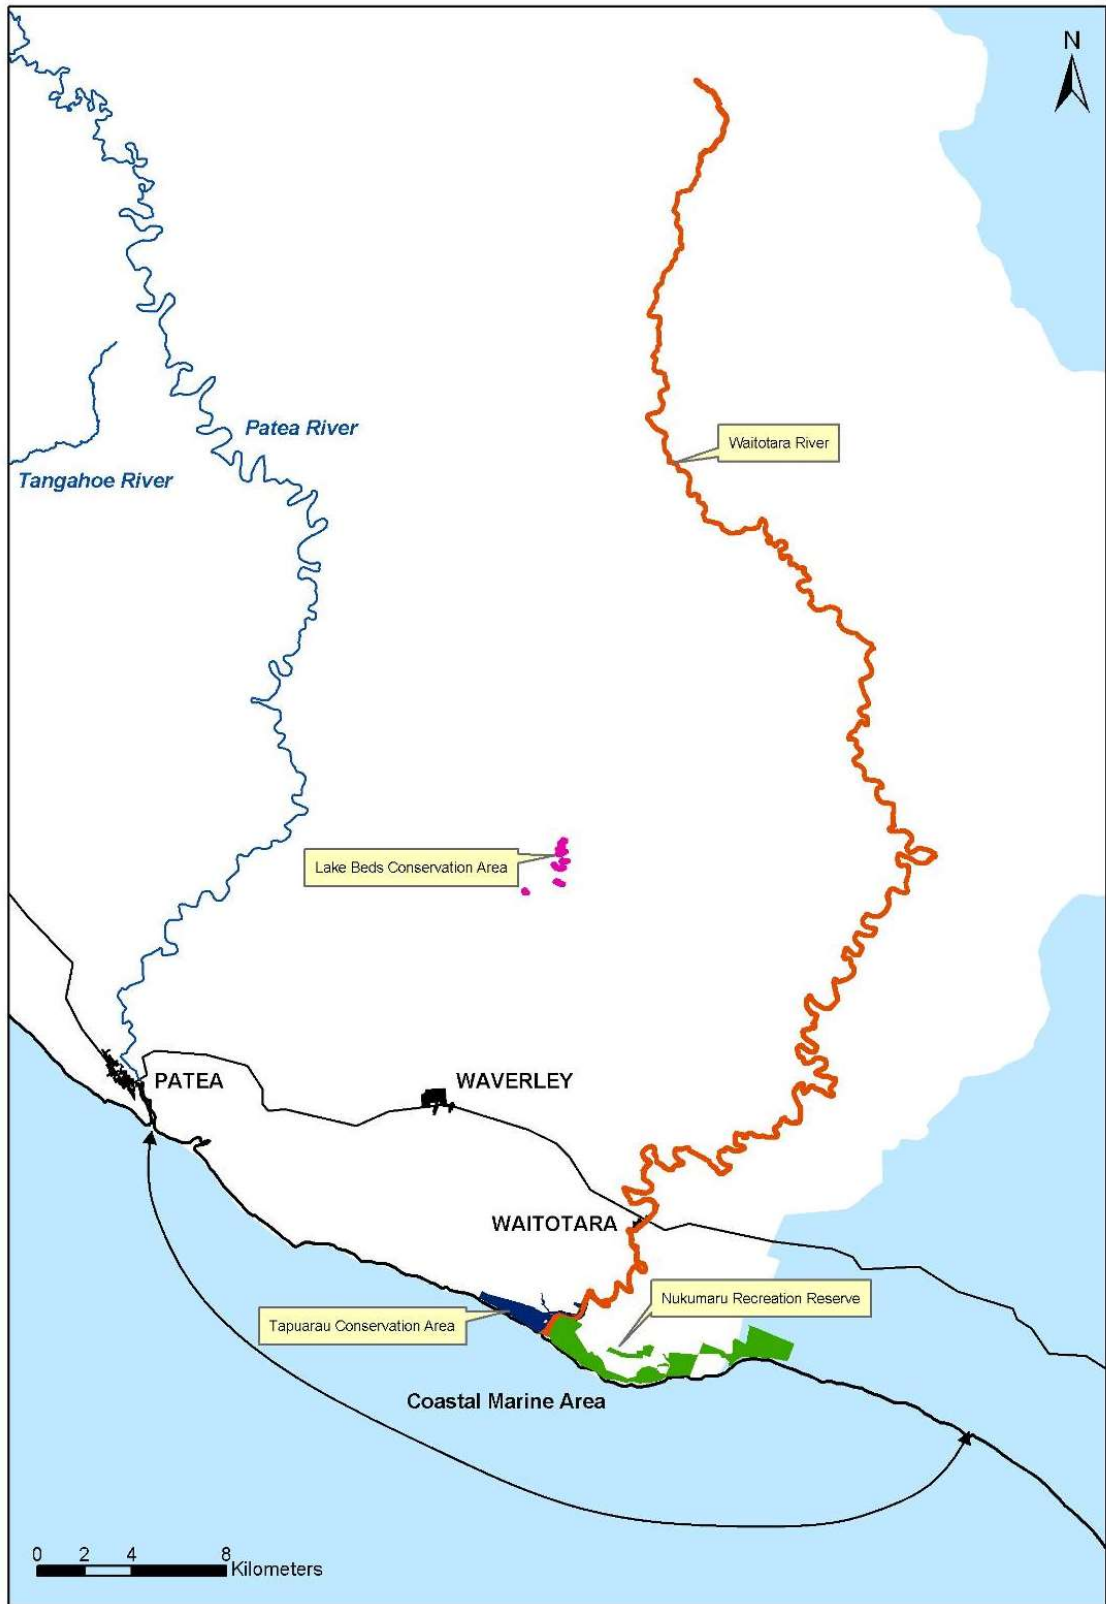 N
Patea River
Waitotara River
Tangahoe River
Lake Beds Conservation Area
PATEA
WAVERLEY
WAITOTARA
Nukumaru Recreation Reserve
Tapuarau Conservation Area
Coastal Marine Area
0 2 4 8
Kilometers